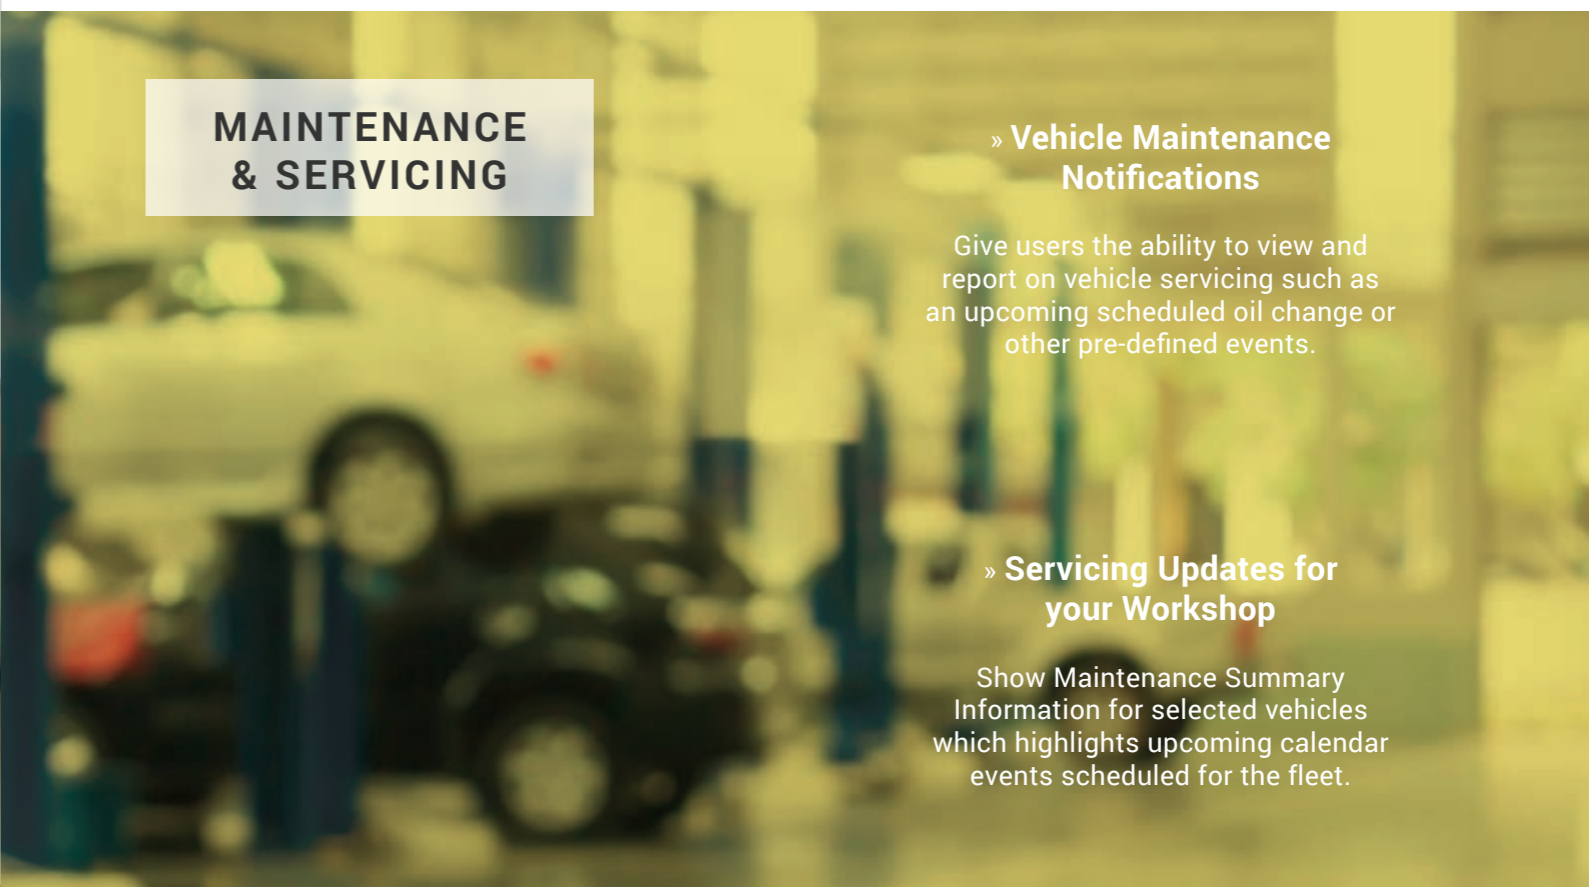 MAINTENANCE
& SERVICING
» Vehicle Maintenance
Notifications
Give users the ability to view and
report on vehicle servicing such as
an upcoming scheduled oil change or
other pre-defined events.
» Servicing Updates for
your Workshop
Show Maintenance Summary
Information for selected vehicles
which highlights upcoming calendar
events scheduled for the fleet.